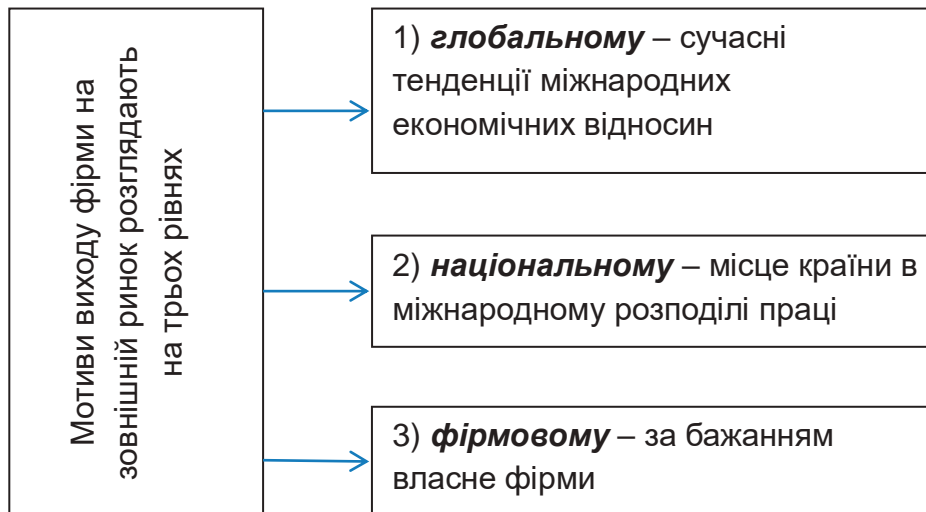 Мотиви виходу фірми на
зовнішній ринок розглядають
на трьох рівнях
1) глобальному – сучасні
тенденції міжнародних
економічних відносин
2) національному – місце країни в
міжнародному розподілі праці
3) фірмовому – за бажанням
власне фірми